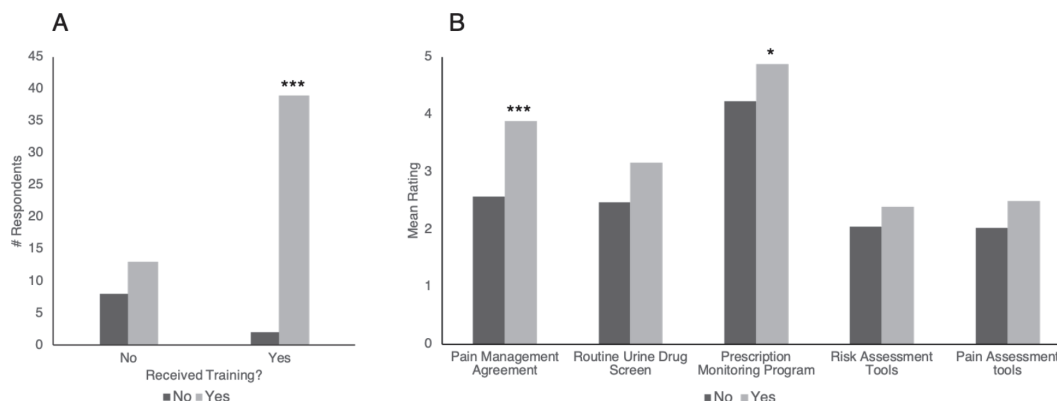 A
45
40
35
30
25
20
15
10
5
0
# Respondents
***
No
Yes
Received Training?
No Yes
B
5
4
3
2
1
0
Mean Rating
***
*
Pain Management
Agreement
Routine Urine Drug
Screen
Prescription
Monitoring Program
Risk Assessment
Tools
Pain Assessment
tools
No Yes